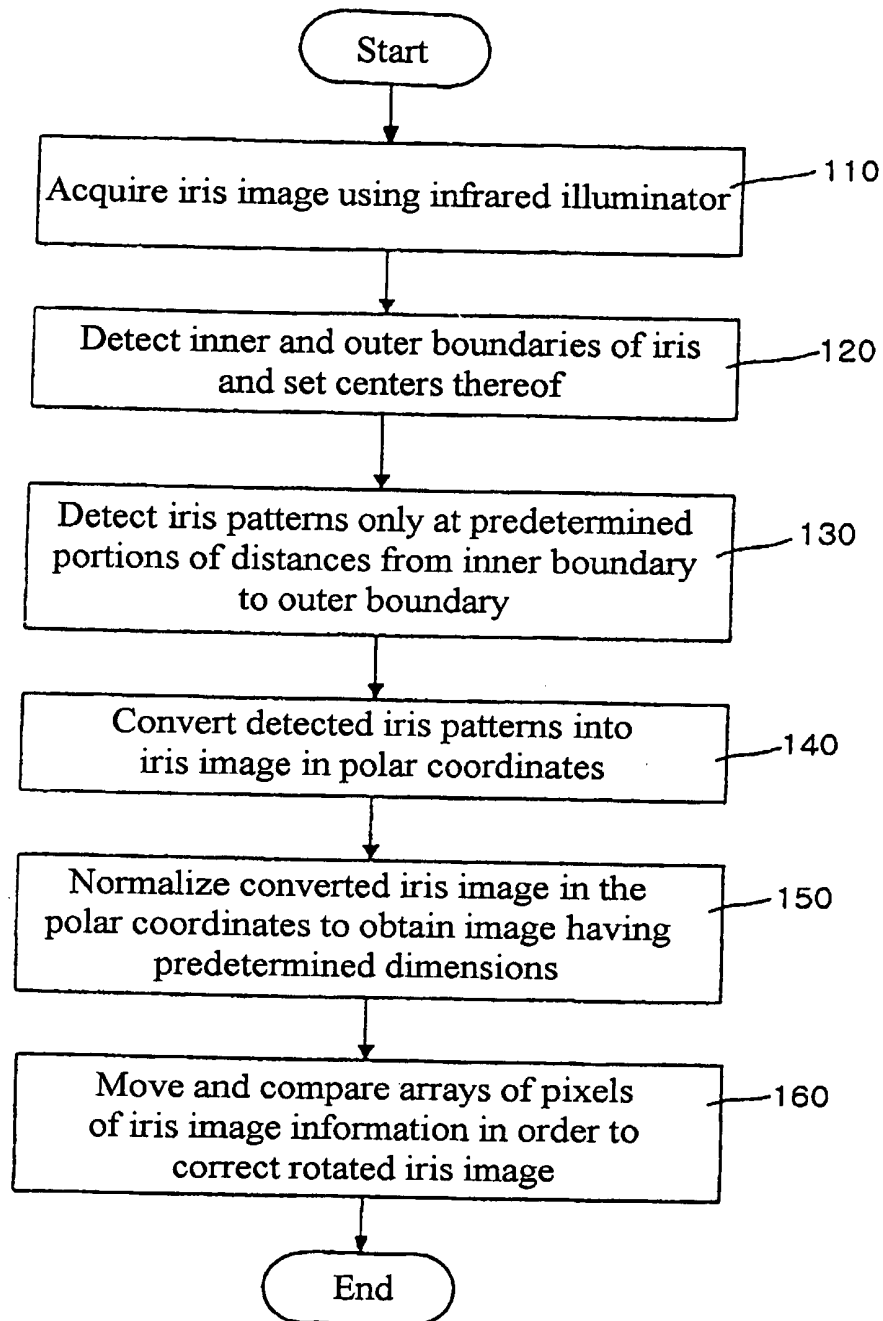 Start
Acquire iris image using infrared illuminator
110
Detect inner and outer boundaries of iris
and set centers thereof
120
Detect iris patterns only at predetermined
portions of distances from inner boundary
to outer boundary
130
Convert detected iris patterns into
iris image in polar coordinates
140
Normalize converted iris image in the
polar coordinates to obtain image having
predetermined dimensions
150
Move and compare arrays of pixels
of iris image information in order to
correct rotated iris image
160
End